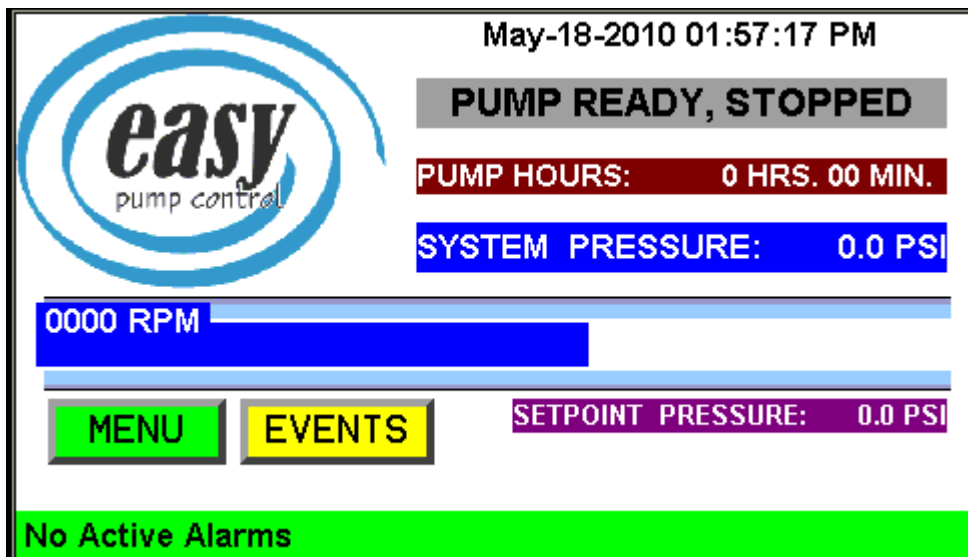 May-18-2010 01:57:17 PM
easy
pump control
PUMP READY, STOPPED
PUMP HOURS: 0 HRS. 00 MIN.
SYSTEM PRESSURE: 0.0 PSI
0000 RPM
MENU
EVENTS
SETPOINT PRESSURE: 0.0 PSI
No Active Alarms